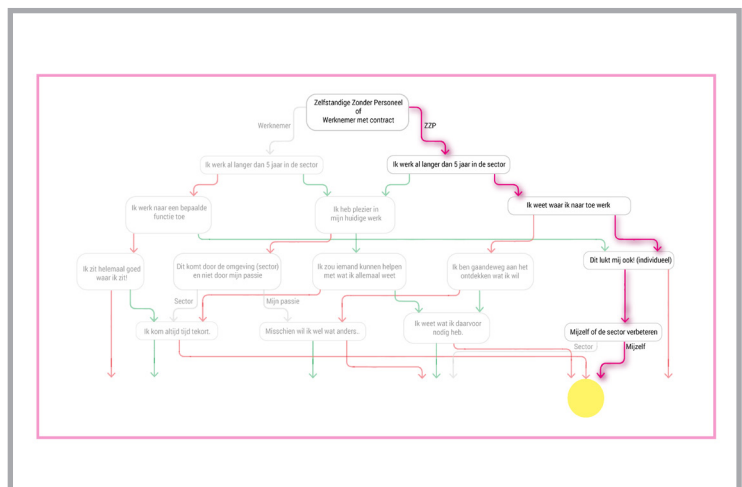 Zelfstandige Zonder Personeel
of
Werknemer met contract
Werknemer
ZZP
Ik werk al langer dan 5 jaar in de sector
Ik werk al langer dan 5 jaar in de sector
Ik werk naar een bepaalde
functie toe
Ik heb plezier in
mijn huidige werk
Ik weet waar ik naar toe werk
Ik zit helemaal goed
waar ik zit!
Dit komt door de omgeving (sector)
en niet door mijn passie
Ik zou iemand kunnen helpen
met wat ik allemaal weet
Ik ben gaandeweg aan het
ontdekken wat ik wil
Dit lukt mij ook! (individueel)
Sector
Mijn passie
Ik kom altijd tijd tekort.
Misschien wil ik wel wat anders..
Ik weet wat ik daarvoor
nodig heb.
Mijzelf of de sector verbeteren
Sector
Mijzelf